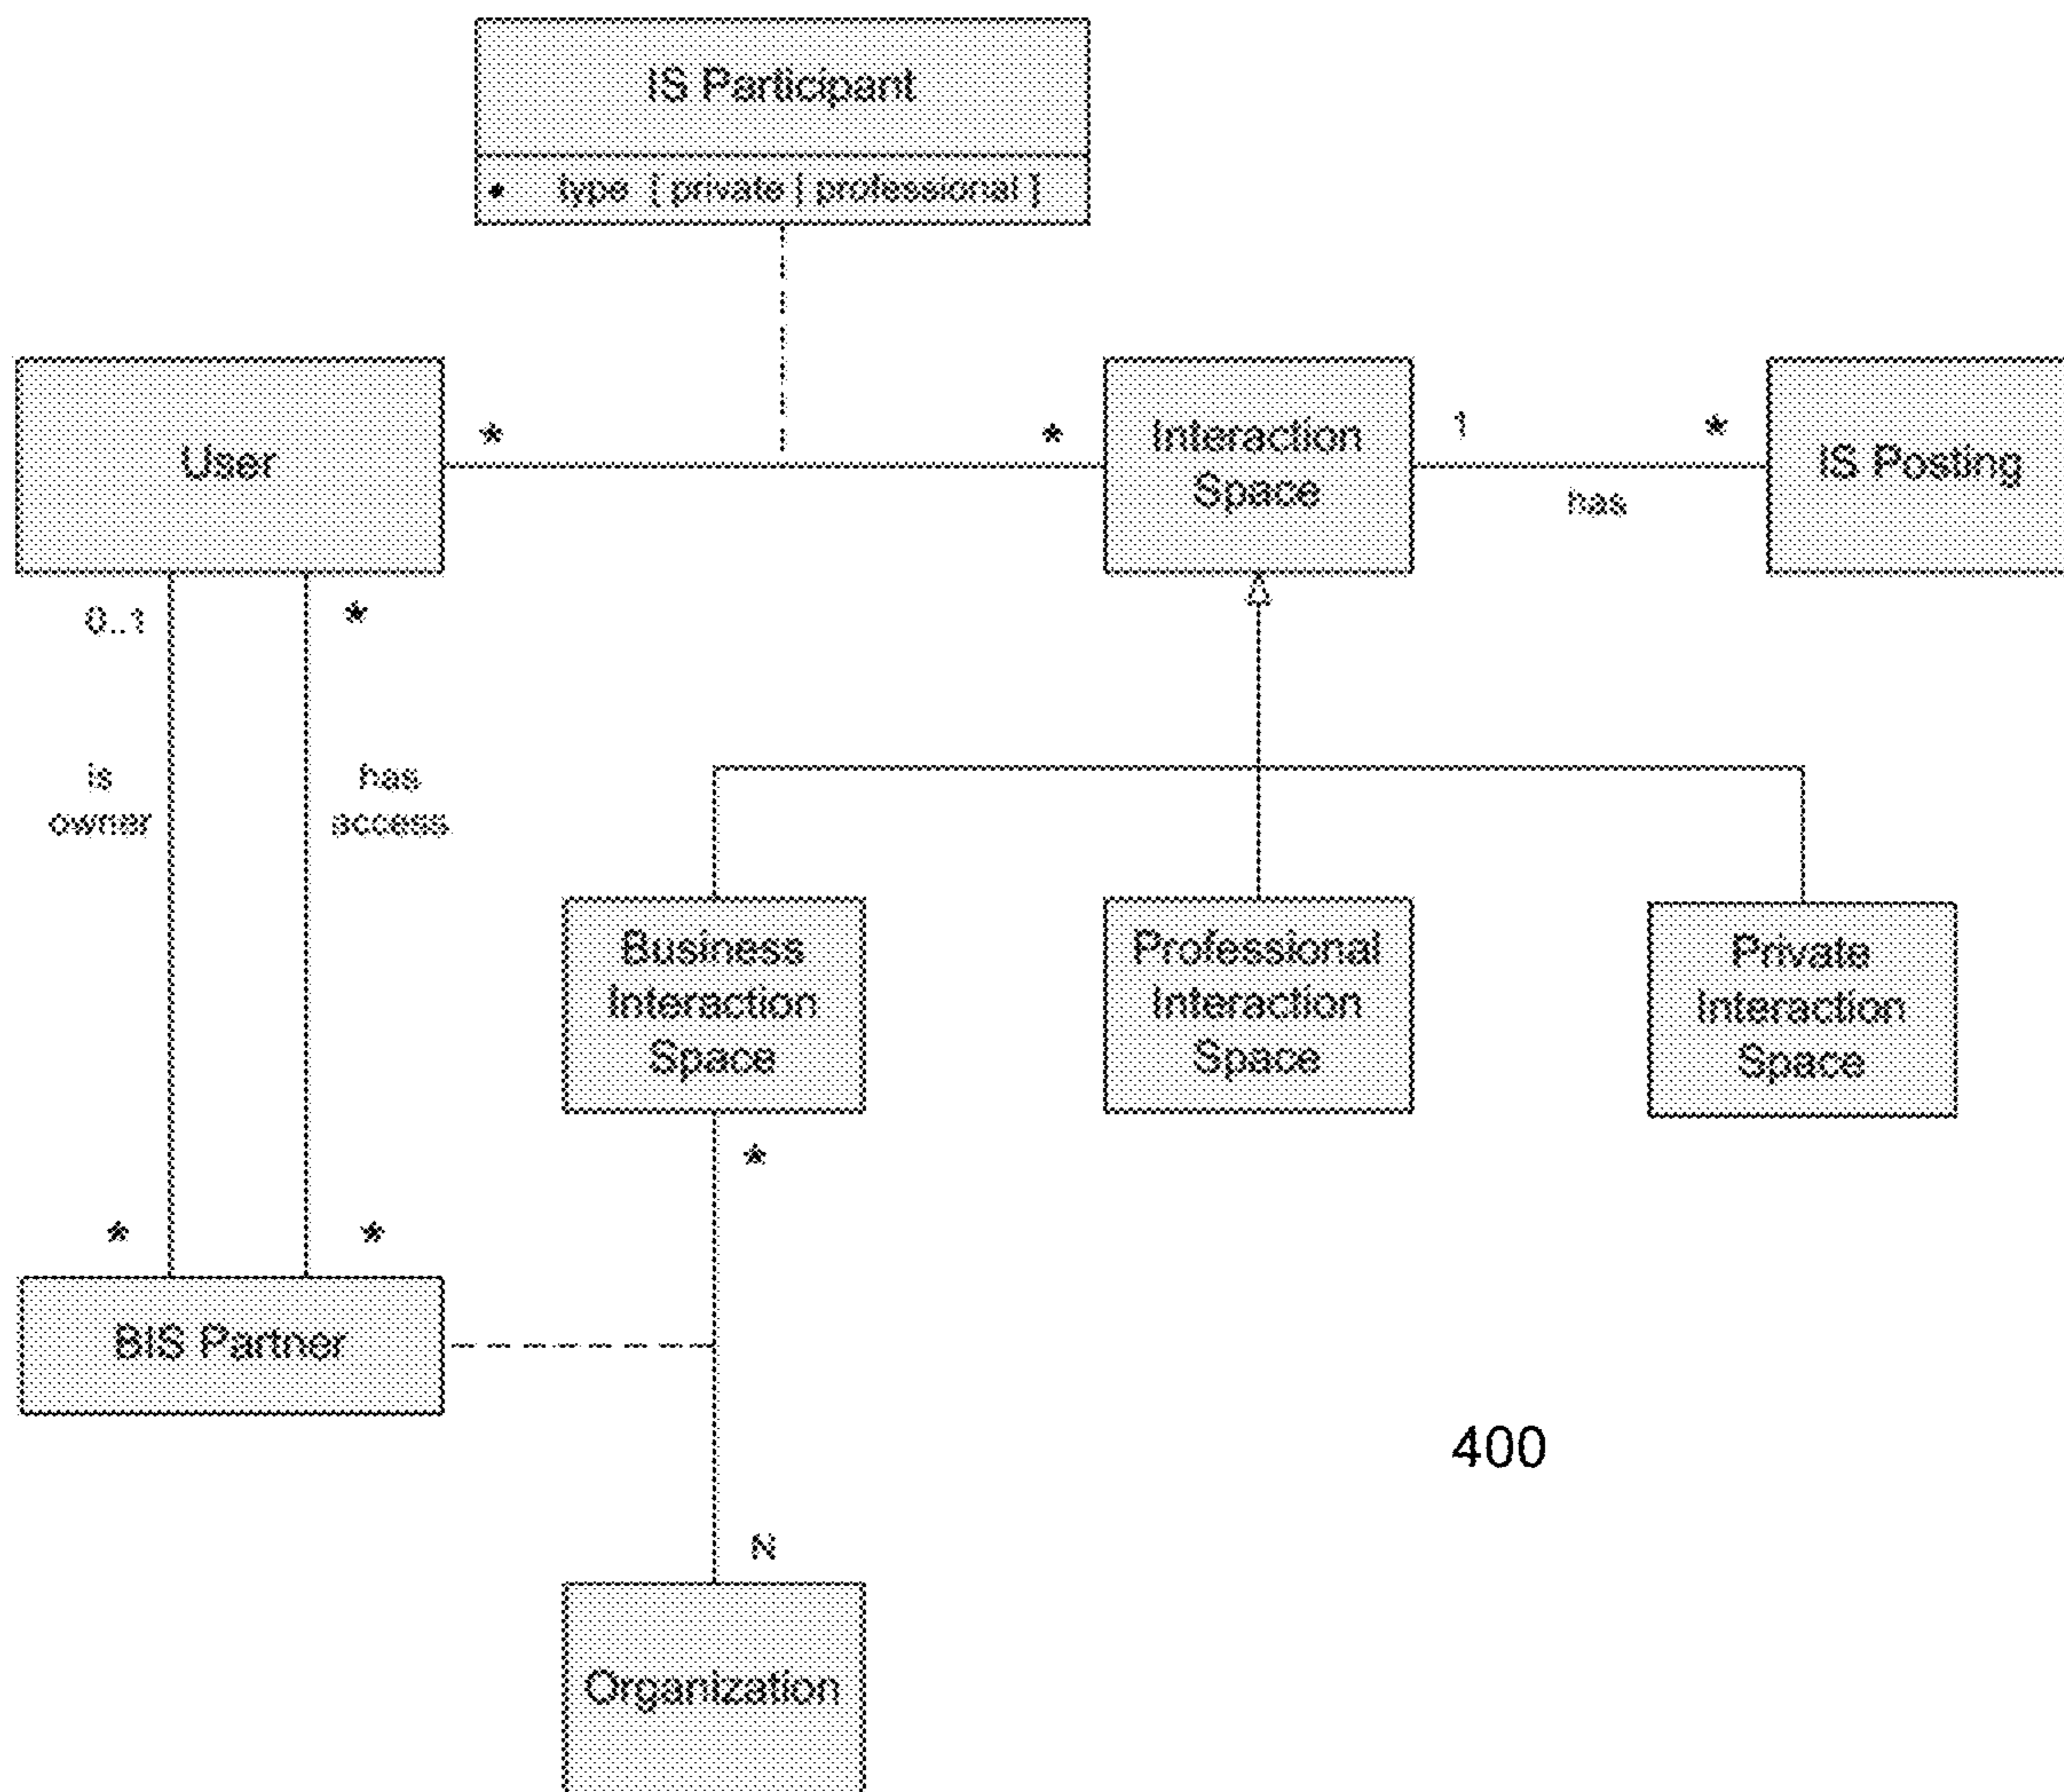 IS Participant
* type [ private | professional ]
User
*
*
Interaction
Space
1
*
has
IS Posting
0..1
*
is
owner
has
access
Business
Interaction
Space
Professional
Interaction
Space
Private
Interaction
Space
*
*
*
BIS Partner
400
N
Organization